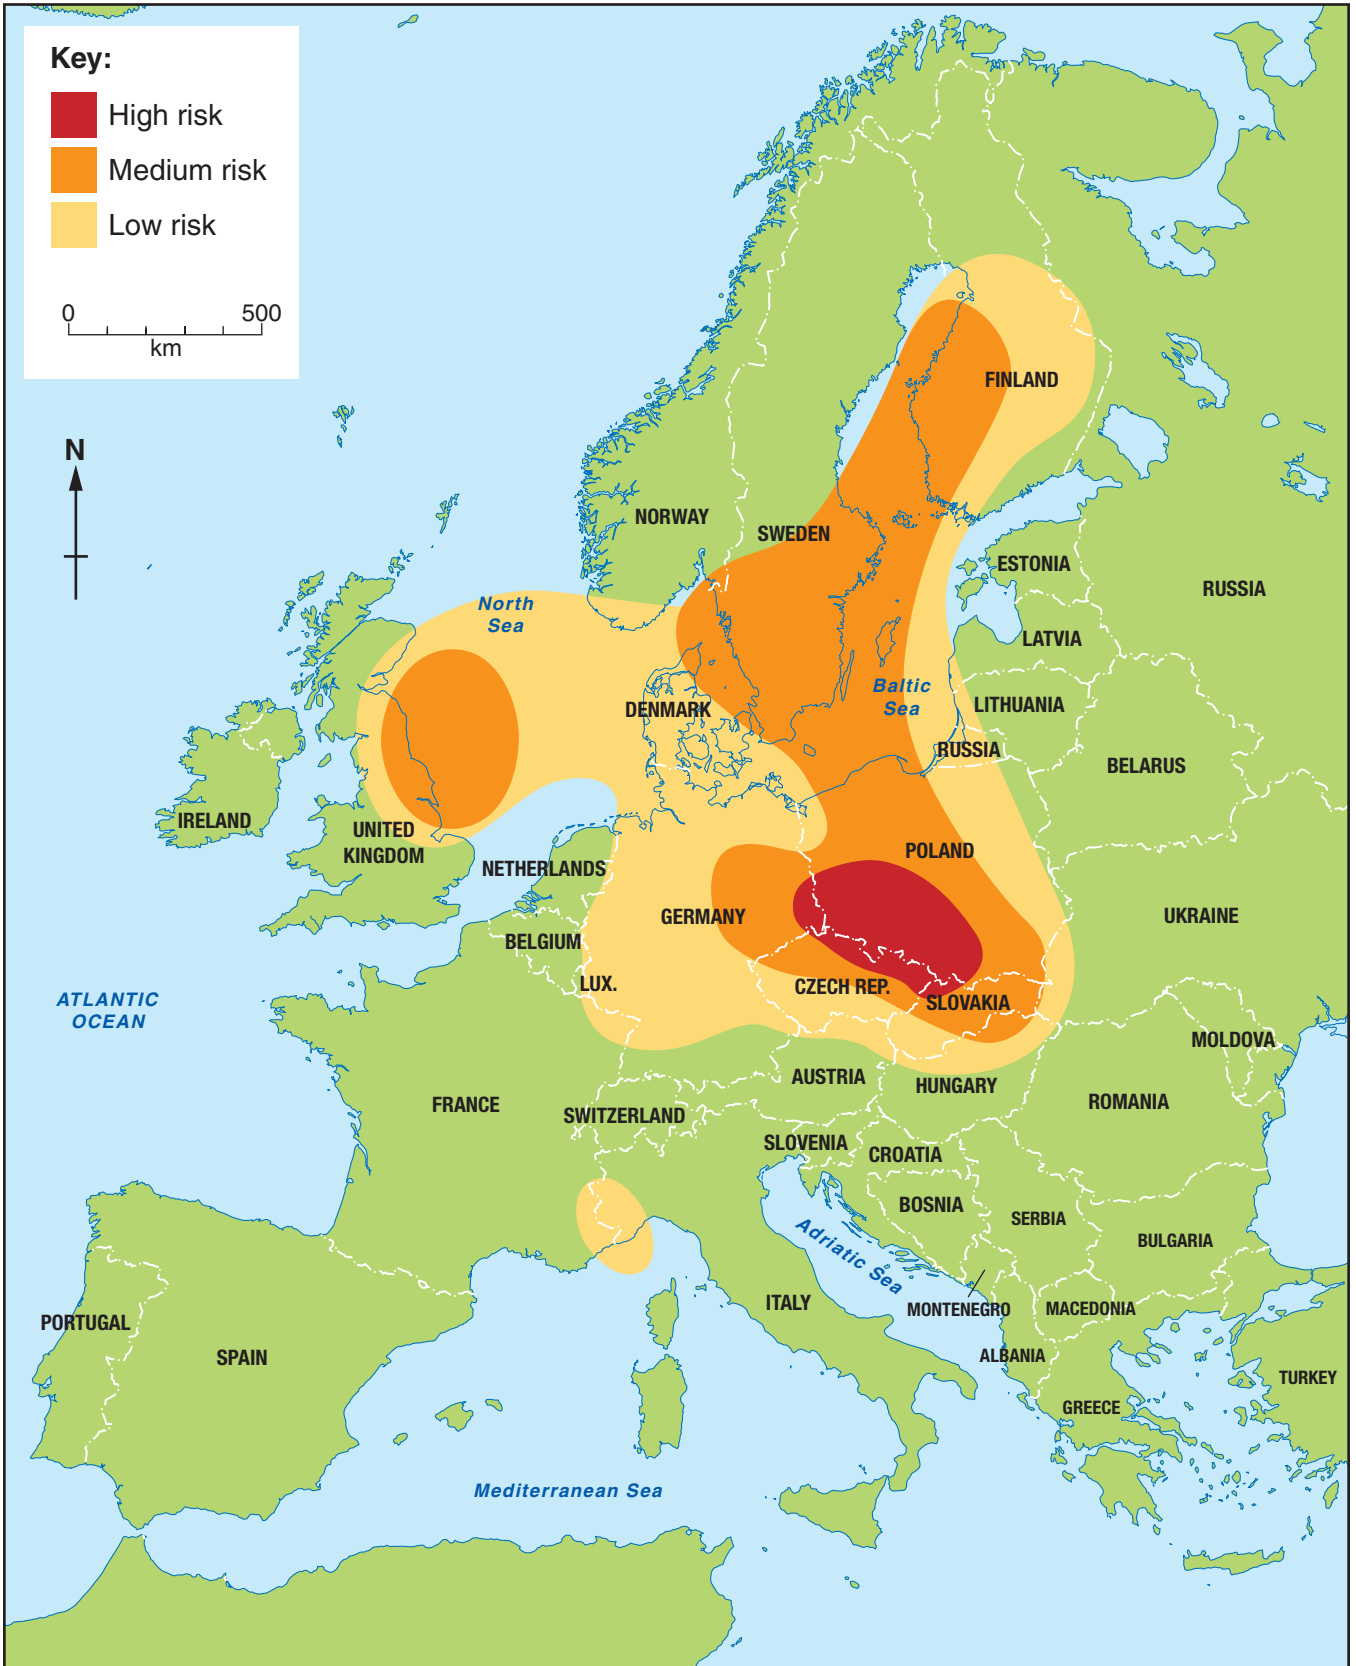 Key:
High risk
Medium risk
Low risk
0 500
km
N
FINLAND
NORWAY
SWEDEN
ESTONIA
RUSSIA
North
Sea
LATVIA
Baltic
Sea
LITHUANIA
DENMARK
RUSSIA
BELARUS
IRELAND
UNITED
KINGDOM
POLAND
NETHERLANDS
GERMANY
UKRAINE
BELGIUM
LUX.
CZECH REP.
SLOVAKIA
ATLANTIC
OCEAN
MOLDOVA
AUSTRIA
HUNGARY
FRANCE
ROMANIA
SWITZERLAND
SLOVENIA
CROATIA
BOSNIA
SERBIA
BULGARIA
Adriatic Sea
ITALY
MONTENEGRO
MACEDONIA
PORTUGAL
SPAIN
ALBANIA
TURKEY
GREECE
Mediterranean Sea